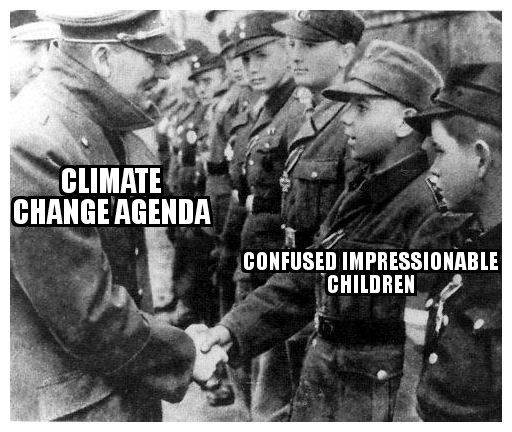 CLIMATE
CHANGE AGENDA
CONFUSED IMPRESSIONABLE
CHILDREN